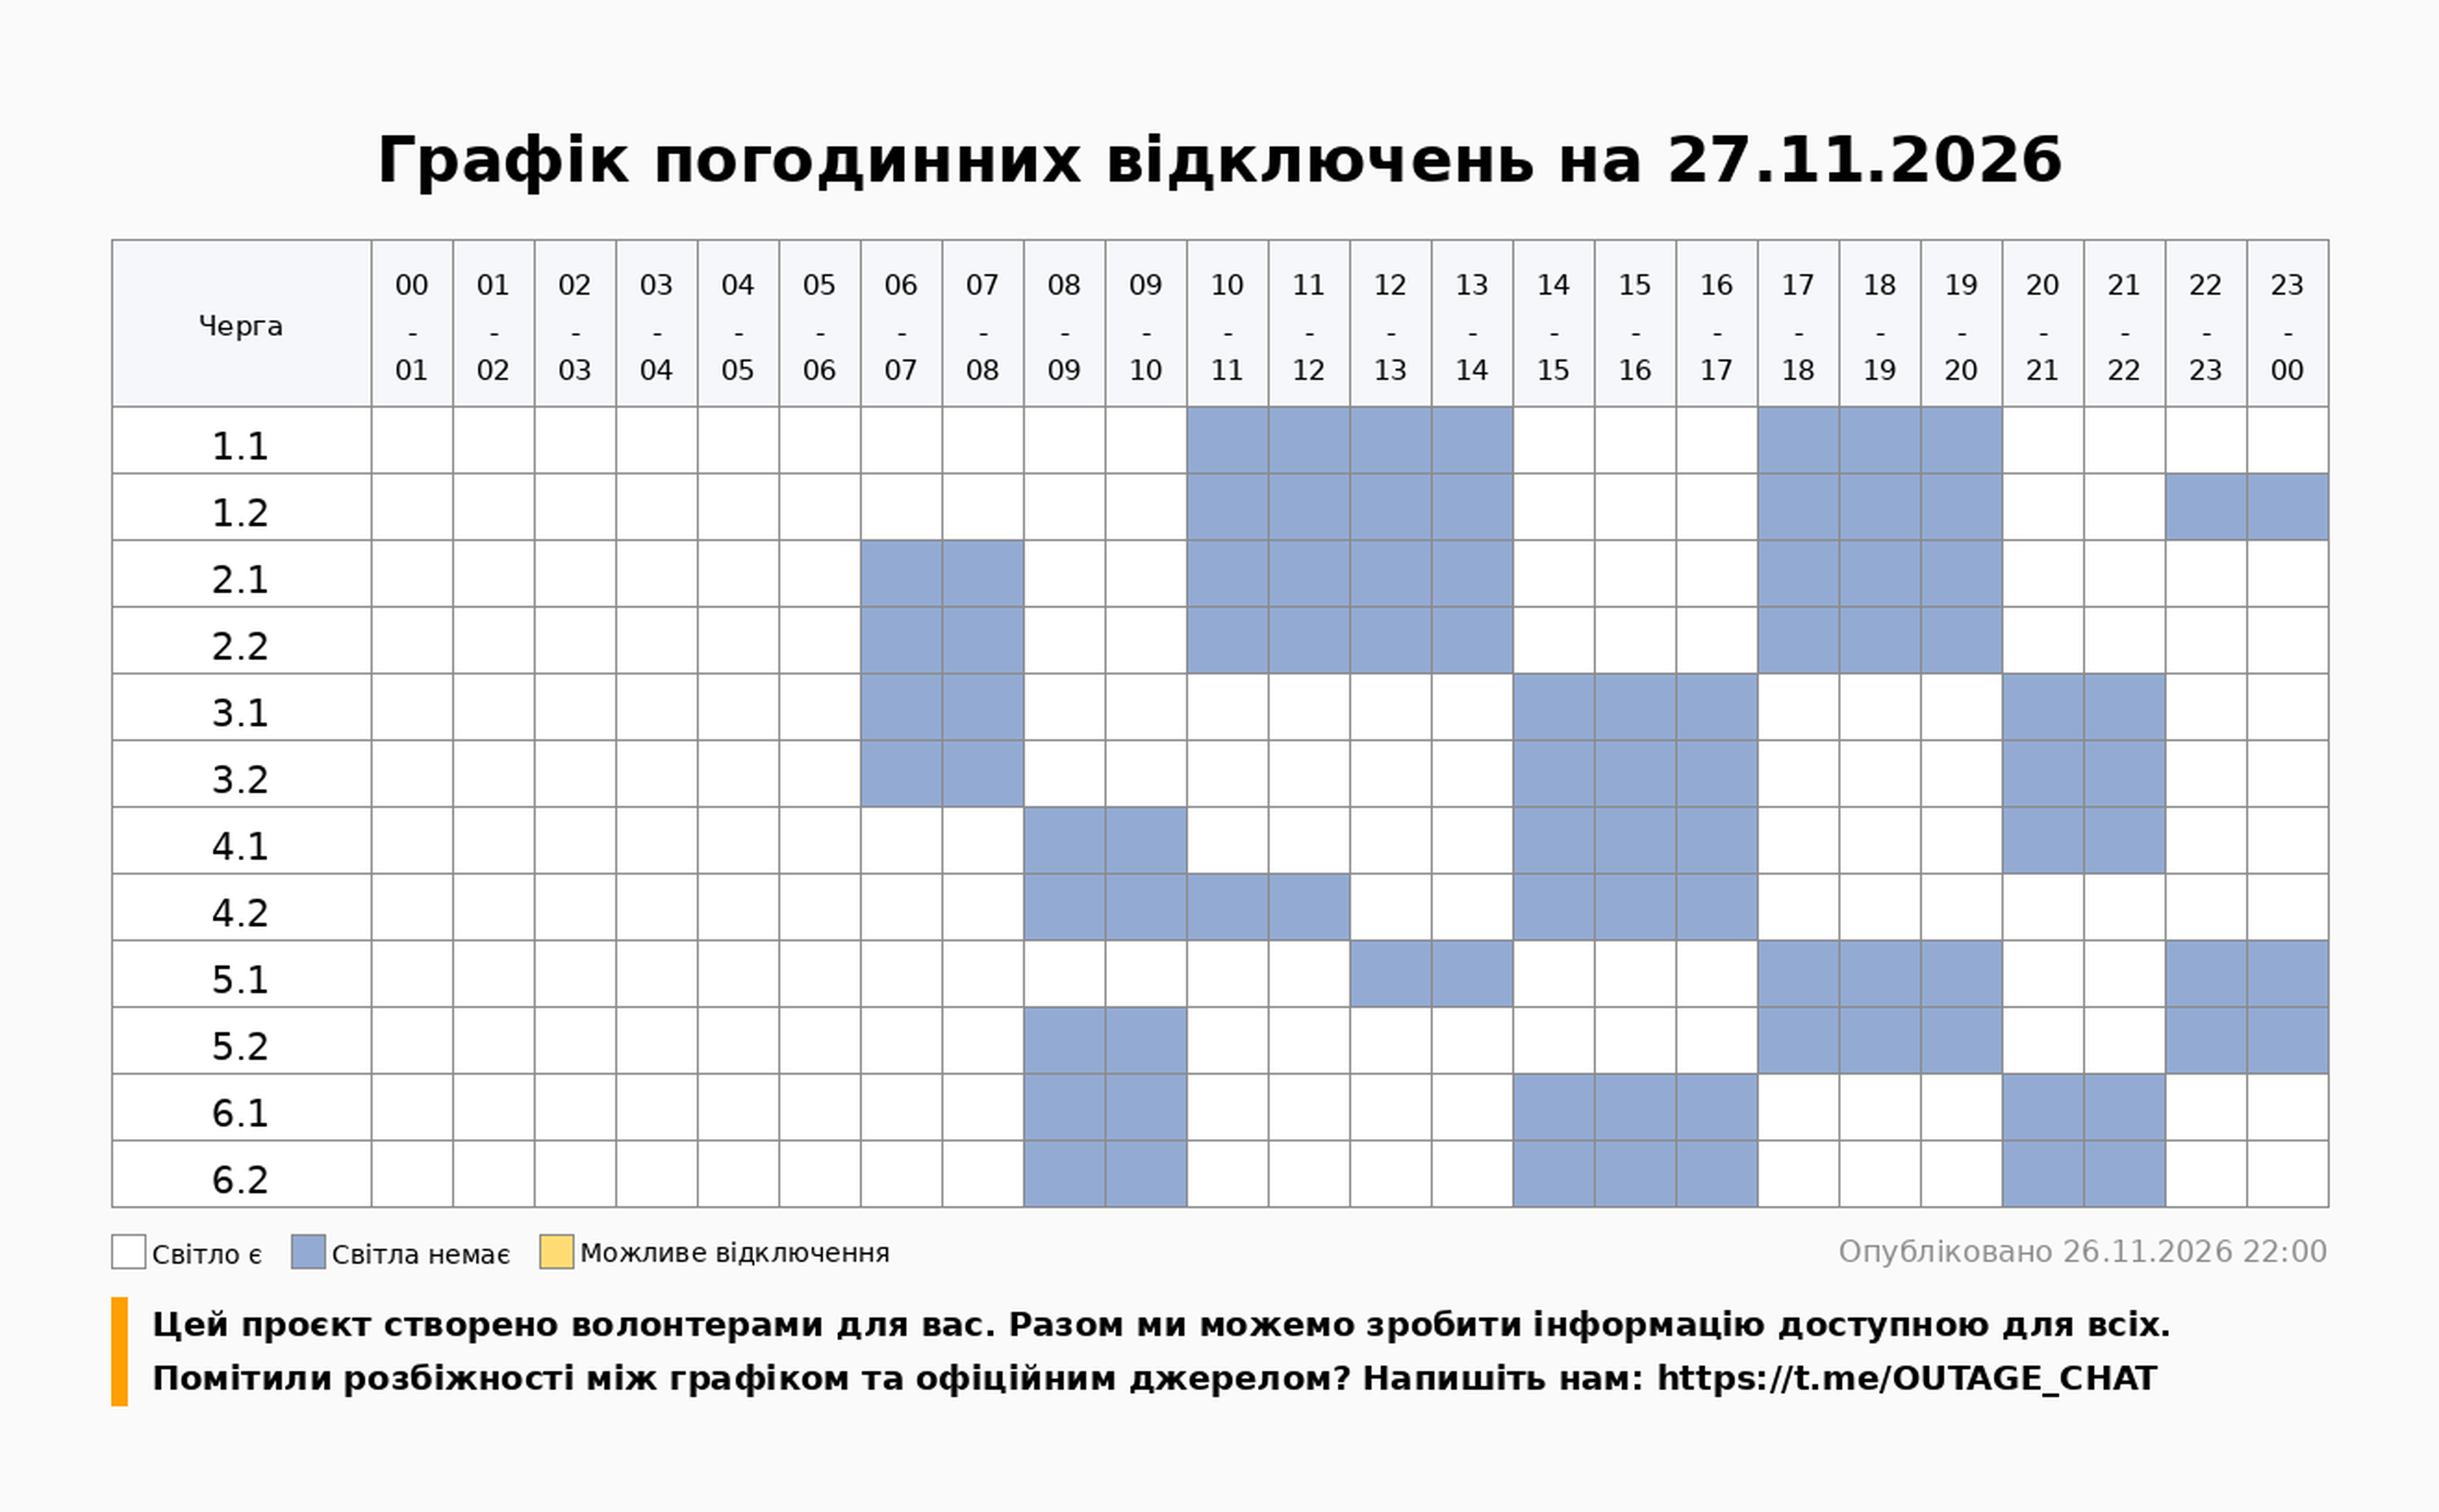 Графік погодинних відключень на 27.11.2026
Черга
00 - 01
01 - 02
02 - 03
03 - 04
04 - 05
05 - 06
06 - 07
07 - 08
08 - 09
09 - 10
10 - 11
11 - 12
12 - 13
13 - 14
14 - 15
15 - 16
16 - 17
17 - 18
18 - 19
19 - 20
20 - 21
21 - 22
22 - 23
23 - 00
1.1
1.2
2.1
2.2
3.1
3.2
4.1
4.2
5.1
5.2
6.1
6.2
Світло є
Світла немає
Можливе відключення
Опубліковано 26.11.2026 22:00
Цей проєкт створено волонтерами для вас. Разом ми можемо зробити інформацію доступною для всіх.
Помітили розбіжності між графіком та офіційним джерелом? Напишіть нам: https://t.me/OUTAGE_CHAT